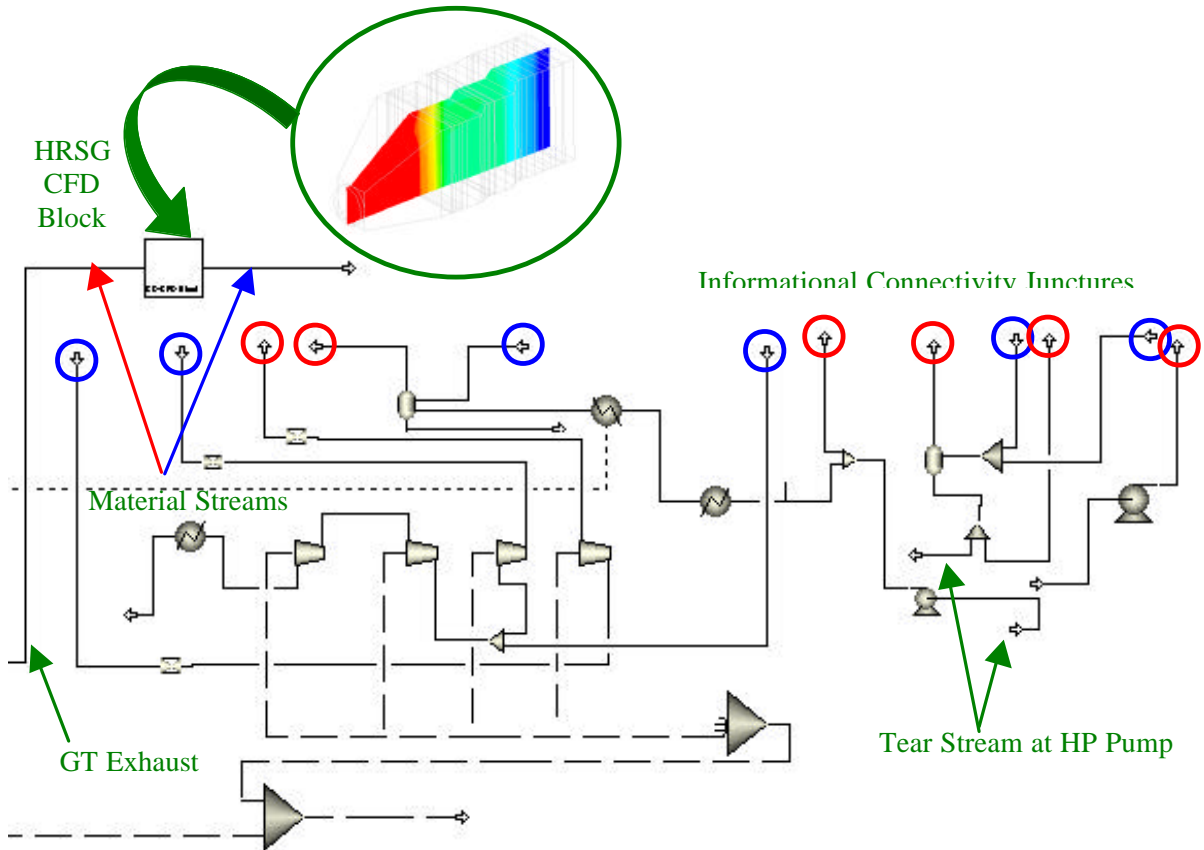 HRSG
CFD
Block
Informational Connectivity Junctures
Material Streams
GT Exhaust
Tear Stream at HP Pump